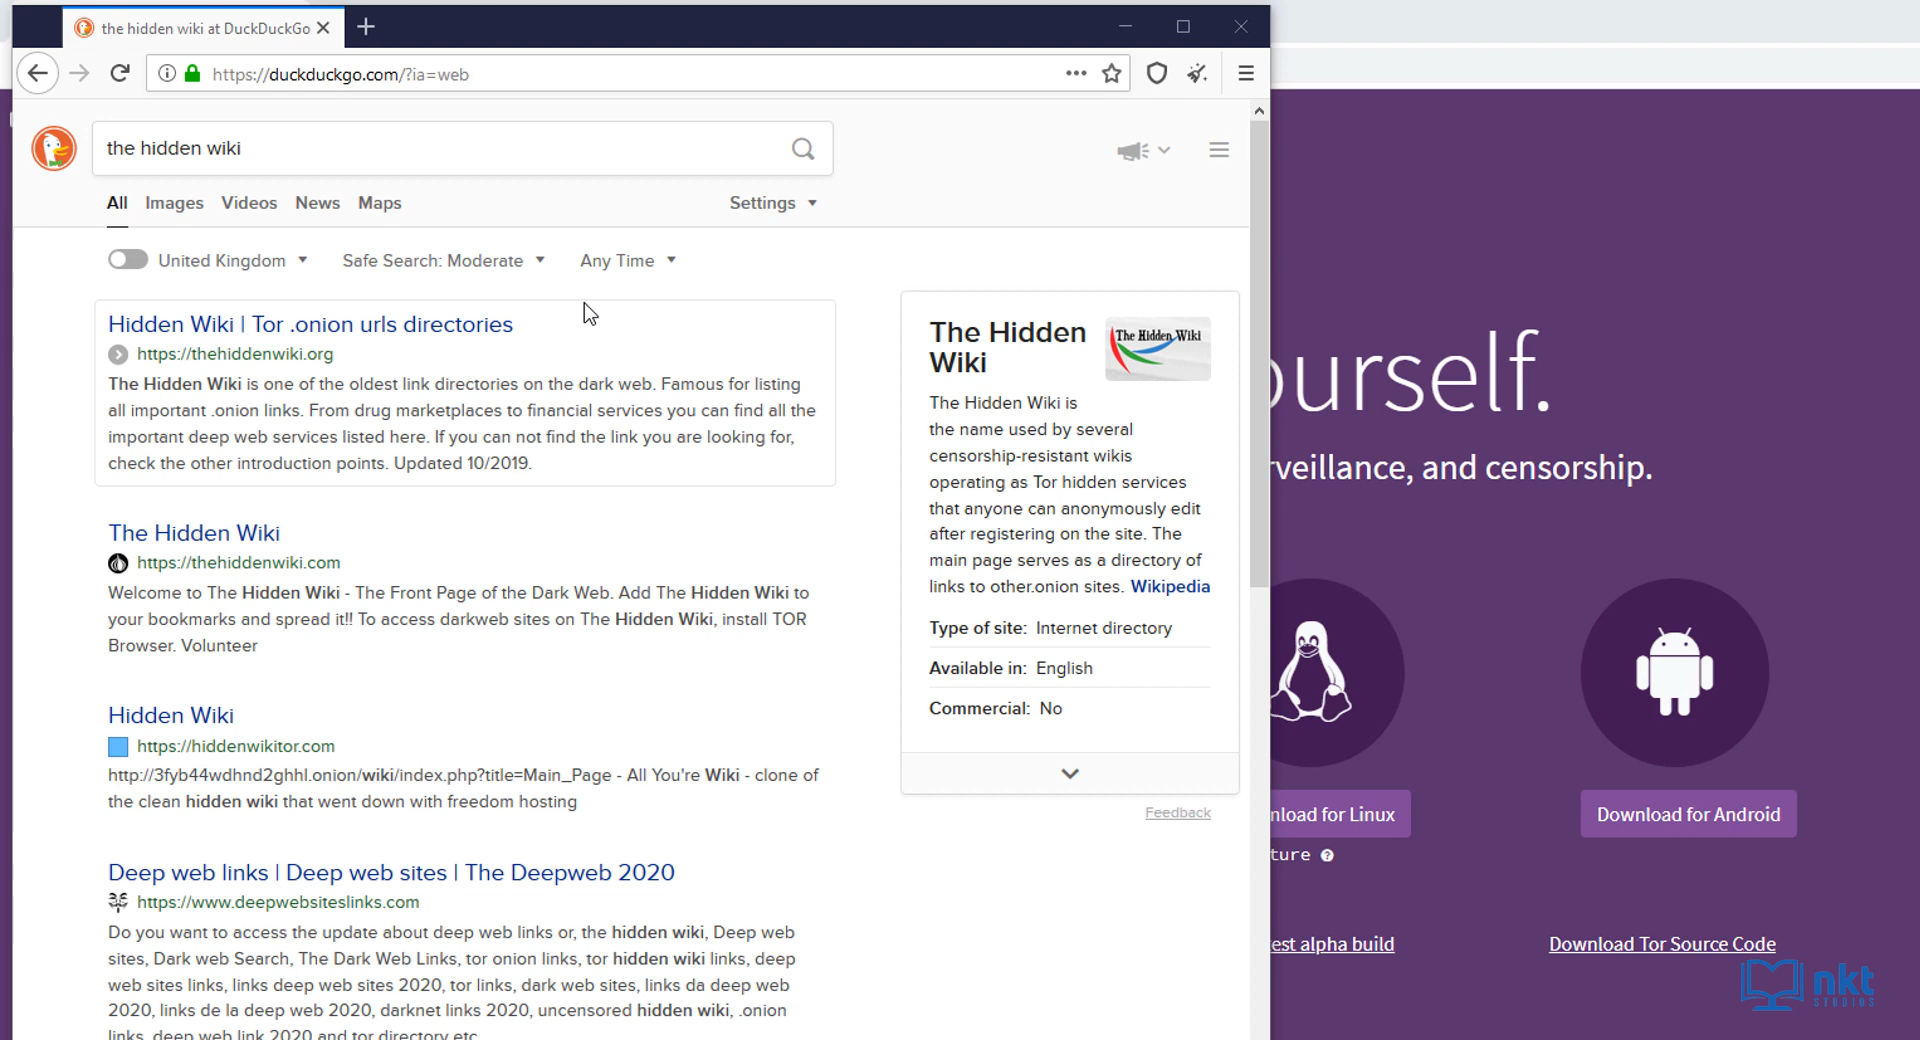 the hidden wiki at DuckDuckGo
https://duckduckgo.com/?ia=web
the hidden wiki
All Images Videos News Maps Settings
United Kingdom Safe Search: Moderate Any Time
Hidden Wiki | Tor .onion urls directories
https://thehiddenwiki.org
The Hidden Wiki is one of the oldest link directories on the dark web. Famous for listing
all important .onion links. From drug marketplaces to financial services you can find all the
important deep web services listed here. If you can not find the link you are looking for,
check the other introduction points. Updated 10/2019.
The Hidden Wiki
https://thehiddenwiki.com
Welcome to The Hidden Wiki - The Front Page of the Dark Web. Add The Hidden Wiki to
your bookmarks and spread it!! To access darkweb sites on The Hidden Wiki, install TOR
Browser. Volunteer
Hidden Wiki
https://hiddenwikitor.com
http://3fyb44wdhnd2ghhl.onion/wiki/index.php?title=Main_Page - All You're Wiki - clone of
the clean hidden wiki that went down with freedom hosting
Deep web links | Deep web sites | The Deepweb 2020
https://www.deepwebsiteslinks.com
Do you want to access the update about deep web links or, the hidden wiki, Deep web
sites, Dark web Search, The Dark Web Links, tor onion links, tor hidden wiki links, deep
web sites links, links deep web sites 2020, tor links, dark web sites, links da deep web
2020, links de la deep web 2020, darknet links 2020, uncensored hidden wiki, .onion
links, deep web link 2020 and tor directory etc
The Hidden
Wiki
The Hidden Wiki
The Hidden Wiki is
the name used by several
censorship-resistant wikis
operating as Tor hidden services
that anyone can anonymously edit
after registering on the site. The
main page serves as a directory of
links to other.onion sites. Wikipedia
Type of site: Internet directory
Available in: English
Commercial: No
Feedback
ourself.
rveillance, and censorship.
nload for Linux
ture ?
Download for Android
est alpha build
Download Tor Source Code
nkt
STUDIOS